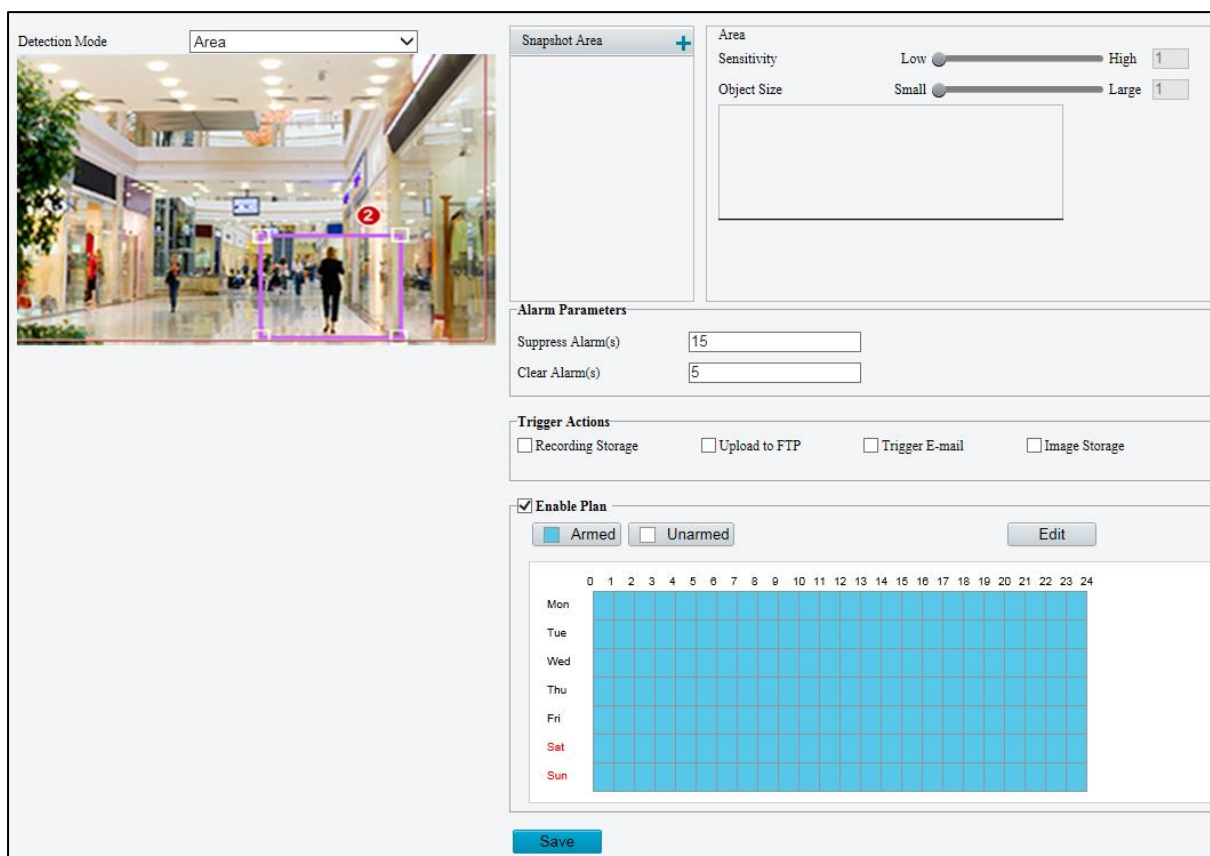 Detection Mode Area
2
Snapshot Area +
Area
Sensitivity Low High 1
Object Size Small Large 1
Alarm Parameters
Suppress Alarm(s) 15
Clear Alarm(s) 5
Trigger Actions
Recording Storage Upload to FTP Trigger E-mail Image Storage
Enable Plan
Armed Unarmed Edit
0 1 2 3 4 5 6 7 8 9 10 11 12 13 14 15 16 17 18 19 20 21 22 23 24
Mon
Tue
Wed
Thu
Fri
Sat
Sun
Save